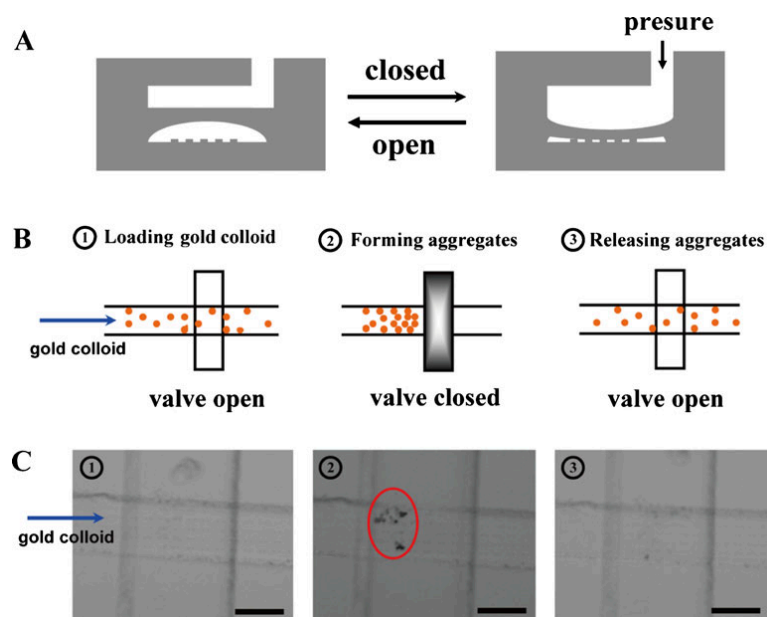 A
presure
closed
open
B
① Loading gold colloid
② Forming aggregates
③ Releasing aggregates
gold colloid
valve open
valve closed
valve open
C
①
②
③
gold colloid